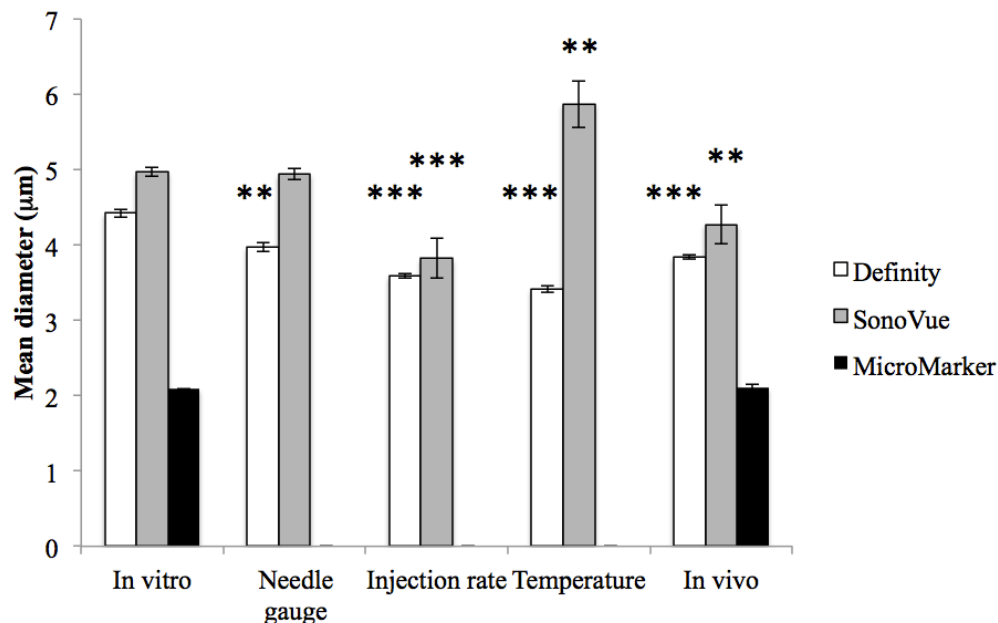 7
6
5
4
3
2
1
0
Mean diameter (μm)
**
***
***
***
**
***
**
In vitro
Needle
gauge
Injection rate
Temperature
In vivo
Definity
SonoVue
MicroMarker